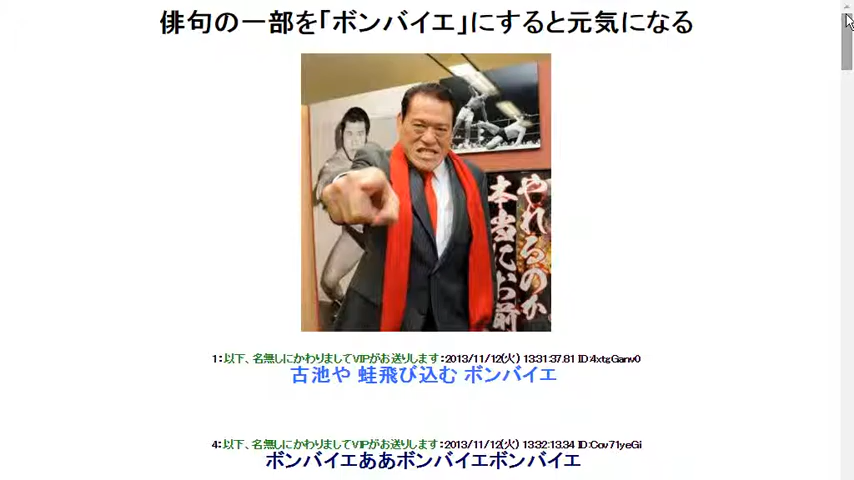 俳句の一部を「ボンバイエ」にすると元気になる
やれるのか
本当にお前
1：以下、名無しにかわりましてVIPがお送りします：2013/11/12(火) 13:31:37.81 ID:4xtgGanv0
古池や 蛙飛び込む ボンバイエ
4：以下、名無しにかわりましてVIPがお送りします：2013/11/12(火) 13:32:13.34 ID:Cov71yeGi
ボンバイエああボンバイエボンバイエ